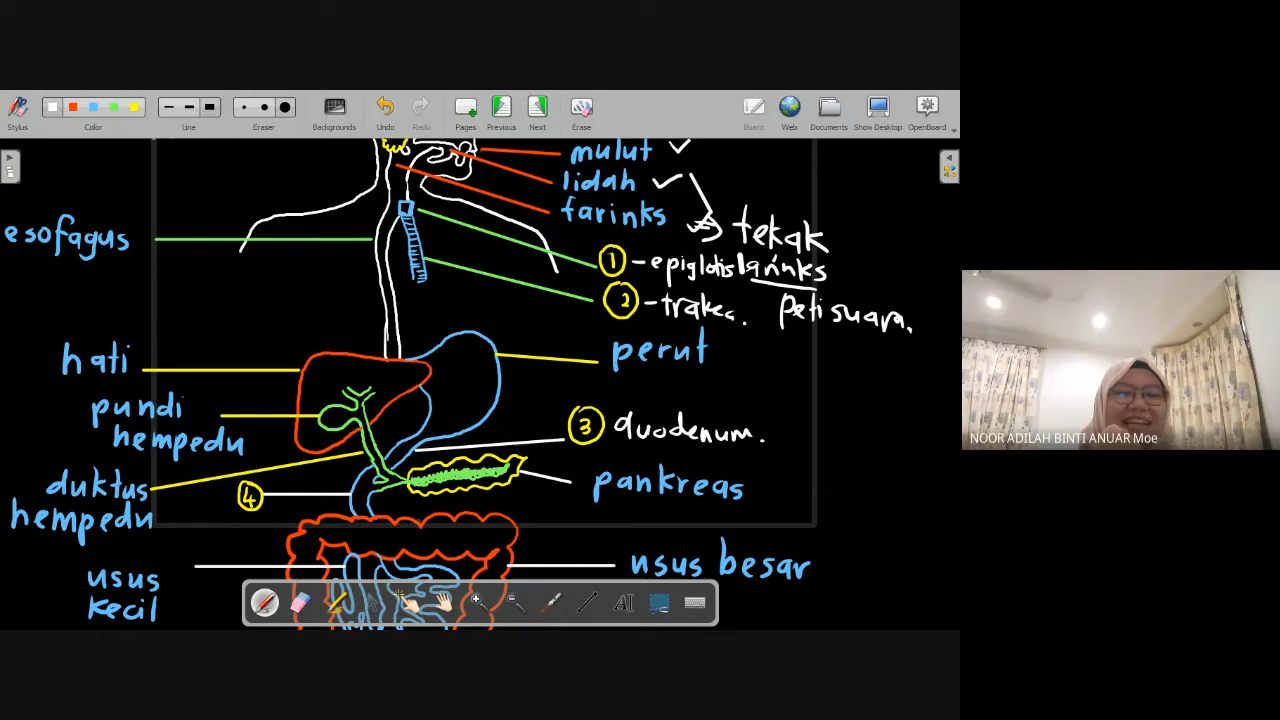 Stylus
Color
Line
Eraser
Backgrounds
Undo
Redo
Pages
Previous
Next
Erase
Board
Web
Documents
Show Desktop
OpenBoard
mulut
lidah
farinks
tekak
esofagus
1 - epiglotis larinks
2 - trakea. peti suara.
hati
perut
pundi
hempedu
3 duodenum.
duktus
hempedu
4
pankreas
usus
kecil
usus besar
NOOR ADILAH BINTI ANUAR Moe